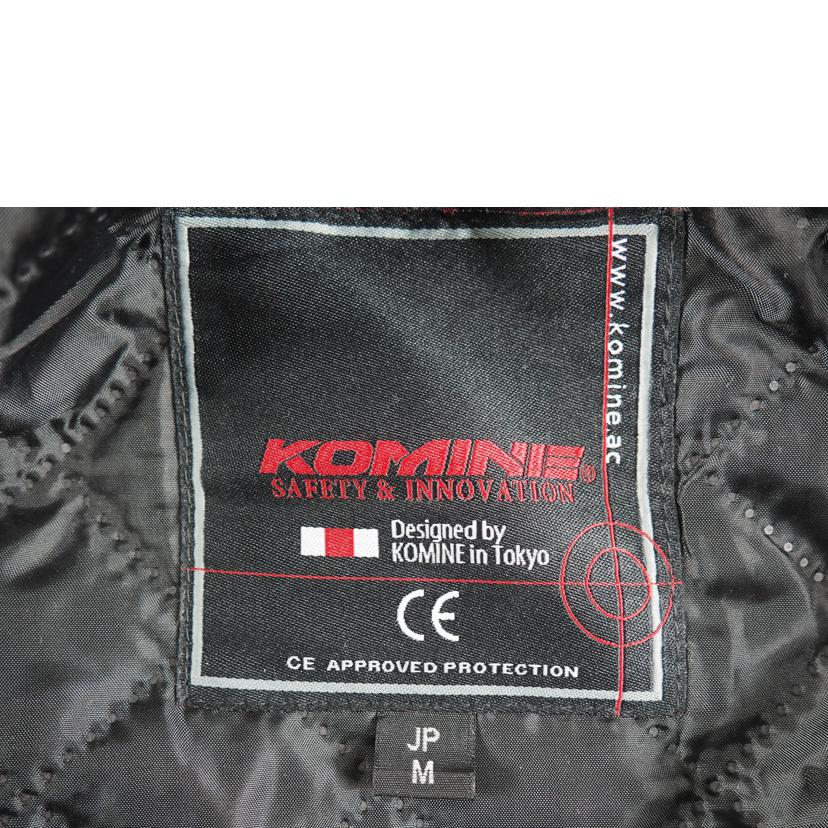 www.komine.ac
KOMINE®
SAFETY & INNOVATION
Designed by
KOMINE in Tokyo
CE
CE APPROVED PROTECTION
JP
M